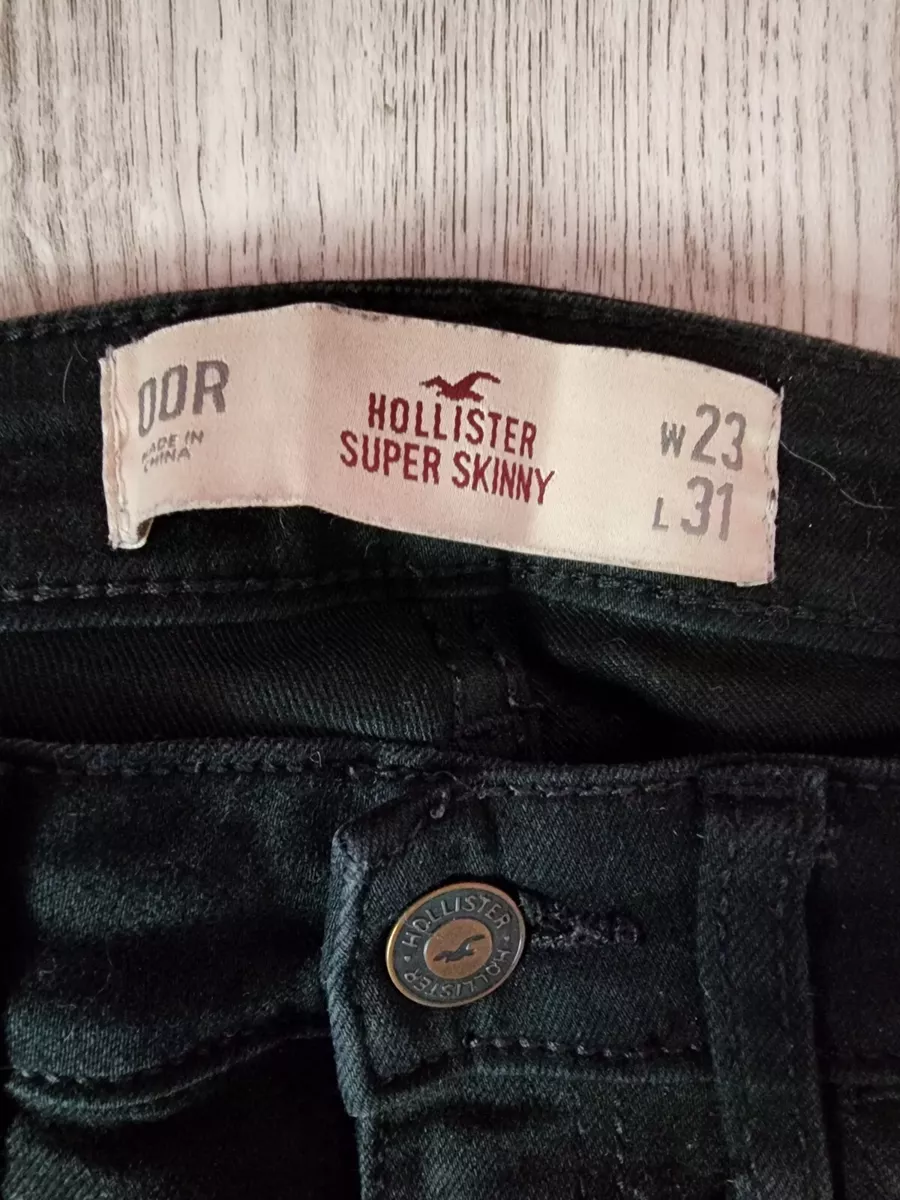 00R
MADE IN
CHINA
HOLLISTER
SUPER SKINNY
W23
L31
HOLLISTER
HOLLISTER